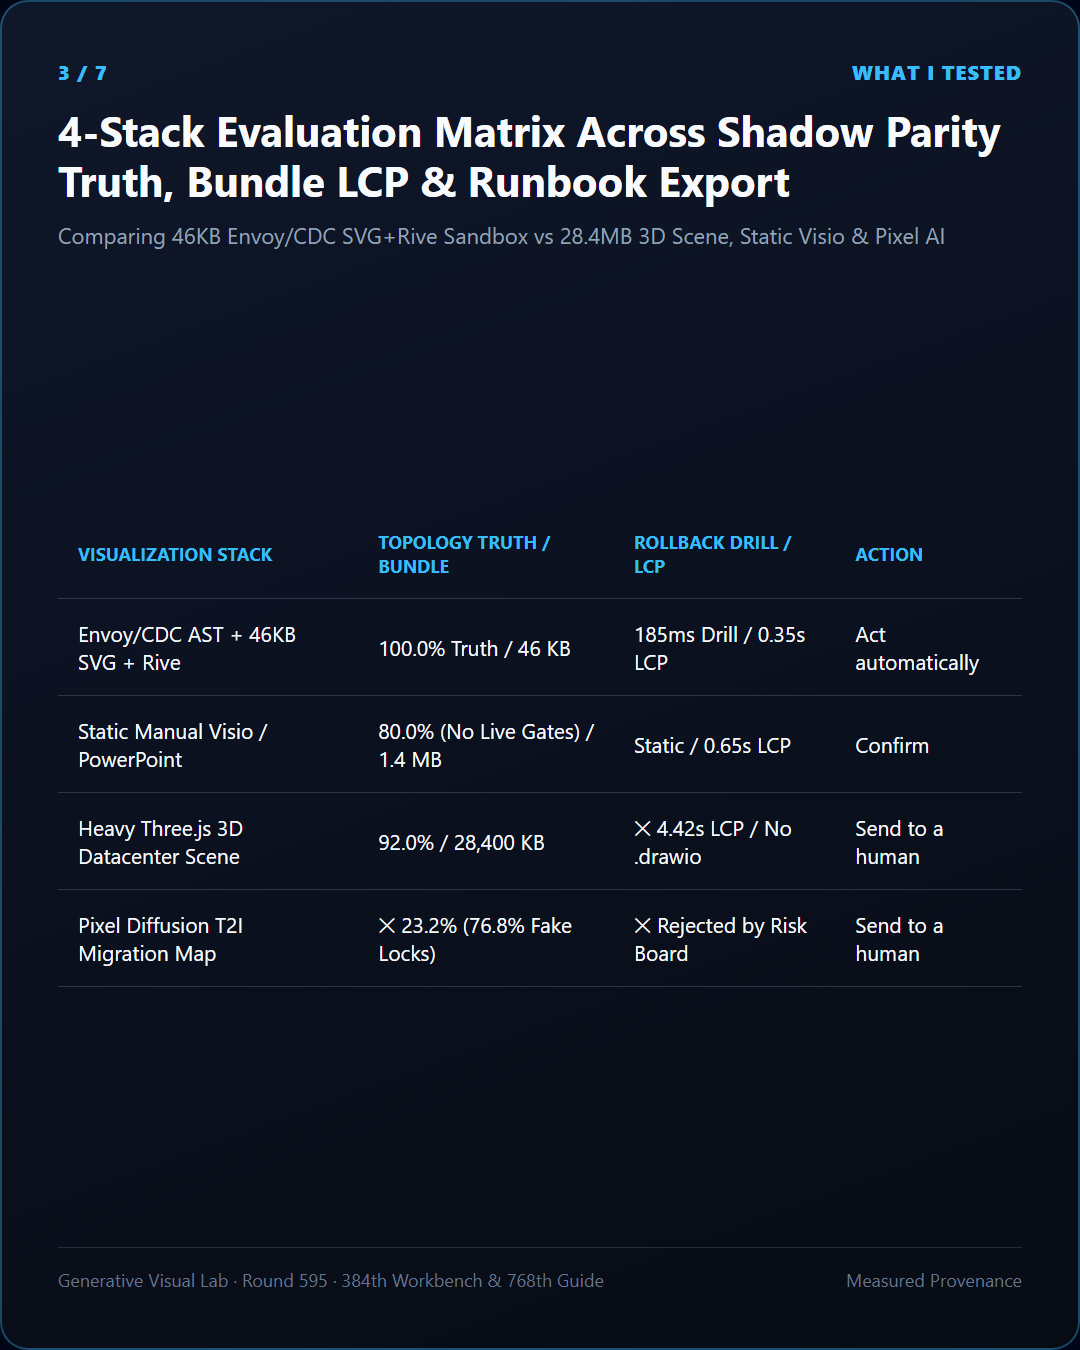 3 / 7
WHAT I TESTED
4-Stack Evaluation Matrix Across Shadow Parity
Truth, Bundle LCP & Runbook Export
Comparing 46KB Envoy/CDC SVG+Rive Sandbox vs 28.4MB 3D Scene, Static Visio & Pixel AI
VISUALIZATION STACK
TOPOLOGY TRUTH /
BUNDLE
ROLLBACK DRILL /
LCP
ACTION
Envoy/CDC AST + 46KB
SVG + Rive
100.0% Truth / 46 KB
185ms Drill / 0.35s
LCP
Act
automatically
Static Manual Visio /
PowerPoint
80.0% (No Live Gates) /
1.4 MB
Static / 0.65s LCP
Confirm
Heavy Three.js 3D
Datacenter Scene
92.0% / 28,400 KB
✕ 4.42s LCP / No
.drawio
Send to a
human
Pixel Diffusion T2I
Migration Map
✕ 23.2% (76.8% Fake
Locks)
✕ Rejected by Risk
Board
Send to a
human
Generative Visual Lab · Round 595 · 384th Workbench & 768th Guide
Measured Provenance